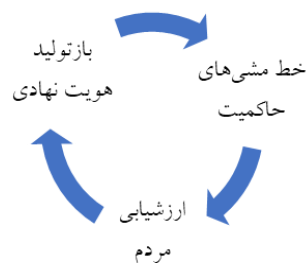 بازتولید
هویت نهادی
خط مشی‌های
حاکمیت
ارزشیابی
مردم